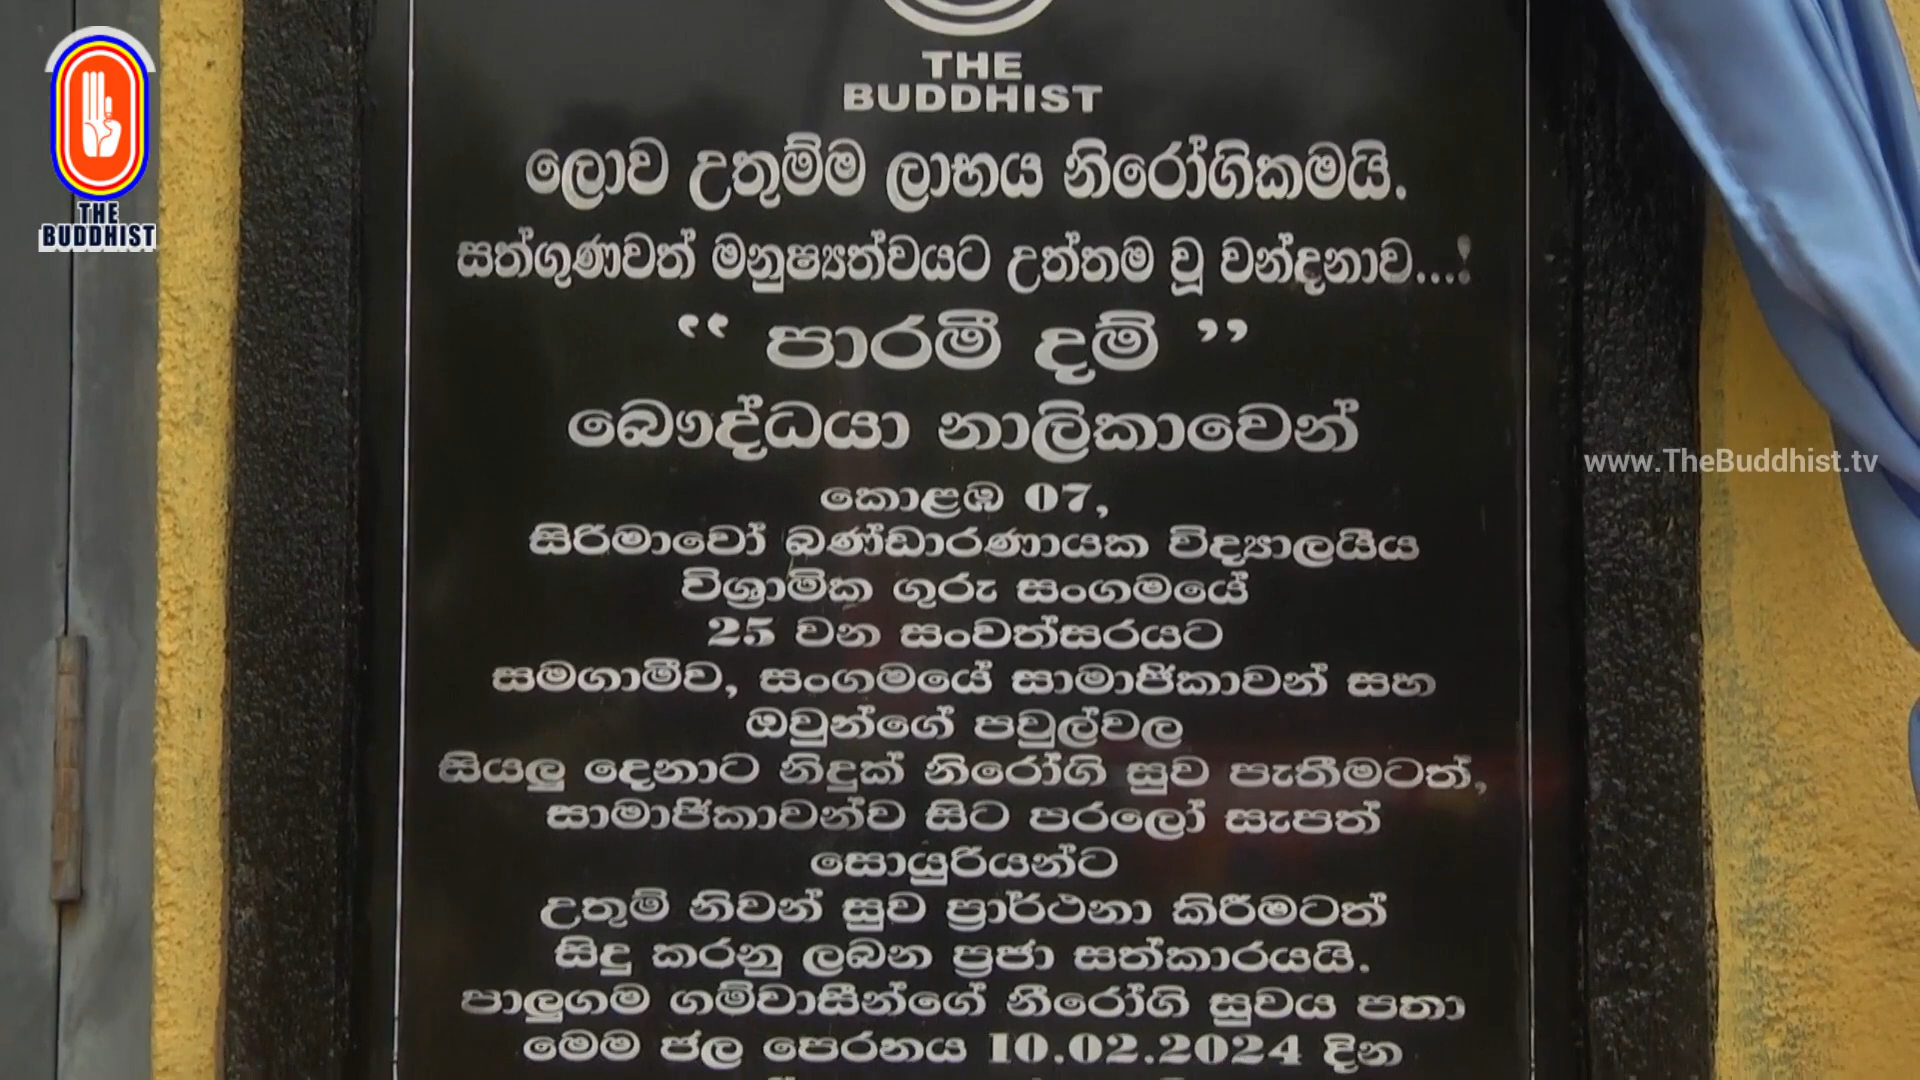 THE
BUDDHIST
THE
BUDDHIST
ලොව උතුම්ම ලාභය නිරෝගිකමයි.
සත්ගුණවත් මනුෂ්‍යත්වයට උත්තම වූ වන්දනාව...!
“ පාරමී දම් ”
බෞද්ධයා නාලිකාවෙන්
www.TheBuddhist.tv
කොළඹ 07,
සිරිමාවෝ බණ්ඩාරණායක විද්‍යාලයීය
විශ්‍රාමික ගුරු සංගමයේ
25 වන සංවත්සරයට
සමගාමීව, සංගමයේ සාමාජිකාවන් සහ
ඔවුන්ගේ පවුල්වල
සියලු දෙනාට නිදුක් නිරෝගි සුව පැතීමටත්,
සාමාජිකාවන්ව සිට පරලෝ සැපත්
සොයුරියන්ට
උතුම් නිවන් සුව ප්‍රාර්ථනා කිරීමටත්
සිදු කරනු ලබන ප්‍රජා සත්කාරයයි.
පාලුගම ගම්වාසීන්ගේ නීරෝගි සුවය පතා
මෙම ජල පෙරනය 10.02.2024 දින